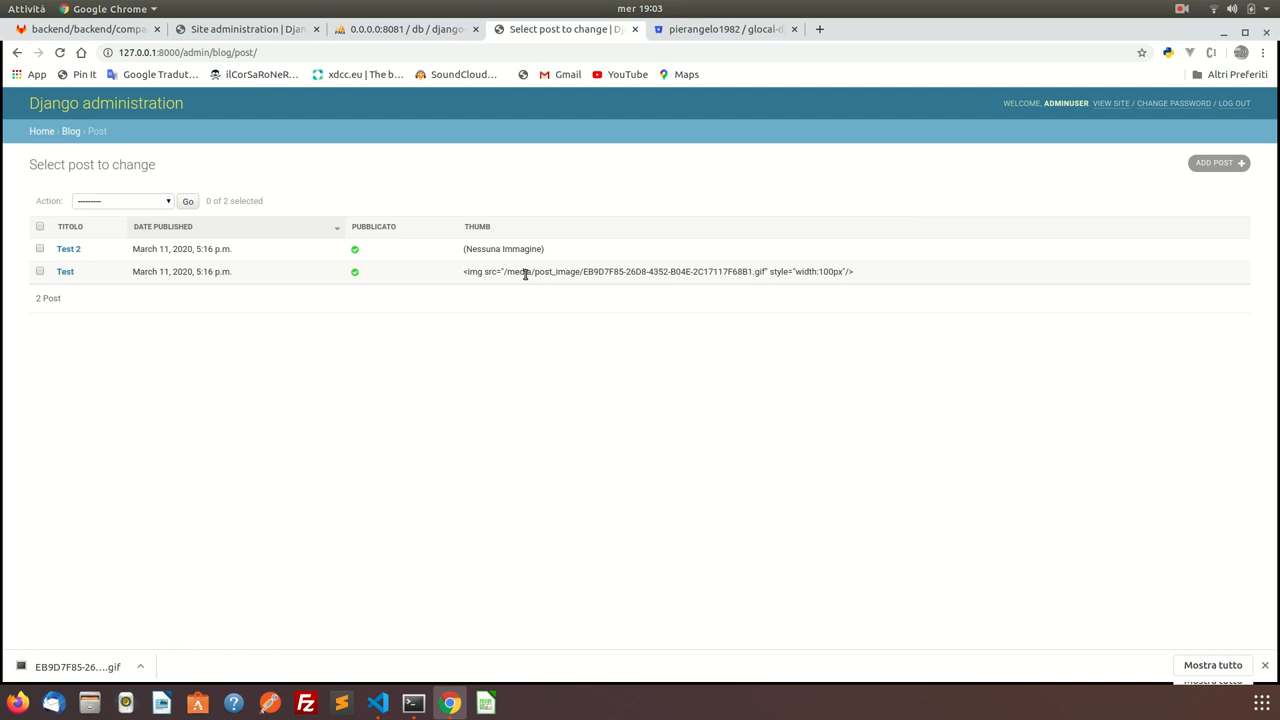 Attività Google Chrome mer 19:03
backend/backend/compa Site administration | Djan 0.0.0.0:8081 / db / django Select post to change | Dj pierangelo1982 / glocal-d
127.0.0.1:8000/admin/blog/post/
App Pin It Google Tradut... ilCorSaRoNeR... xdcc.eu | The b... SoundCloud... Gmail YouTube Maps Altri Preferiti
Django administration WELCOME, ADMINUSER. VIEW SITE / CHANGE PASSWORD / LOG OUT
Home › Blog › Post
Select post to change ADD POST +
Action: --------- Go 0 of 2 selected
TITOLO DATE PUBLISHED PUBBLICATO THUMB
Test 2 March 11, 2020, 5:16 p.m. (Nessuna Immagine)
Test March 11, 2020, 5:16 p.m. <img src="/media/post_image/EB9D7F85-26D8-4352-B04E-2C17117F68B1.gif" style="width:100px"/>
2 Post
EB9D7F85-26....gif Mostra tutto
Mostra tutto